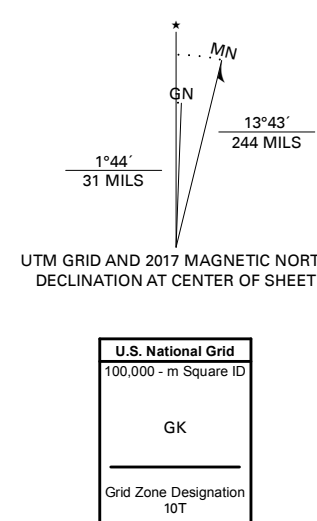 ★
MN
GN
13°43´
244 MILS
1°44´
31 MILS
UTM GRID AND 2017 MAGNETIC NORT
DECLINATION AT CENTER OF SHEET
U.S. National Grid
100,000 - m Square ID
GK
Grid Zone Designation
10T